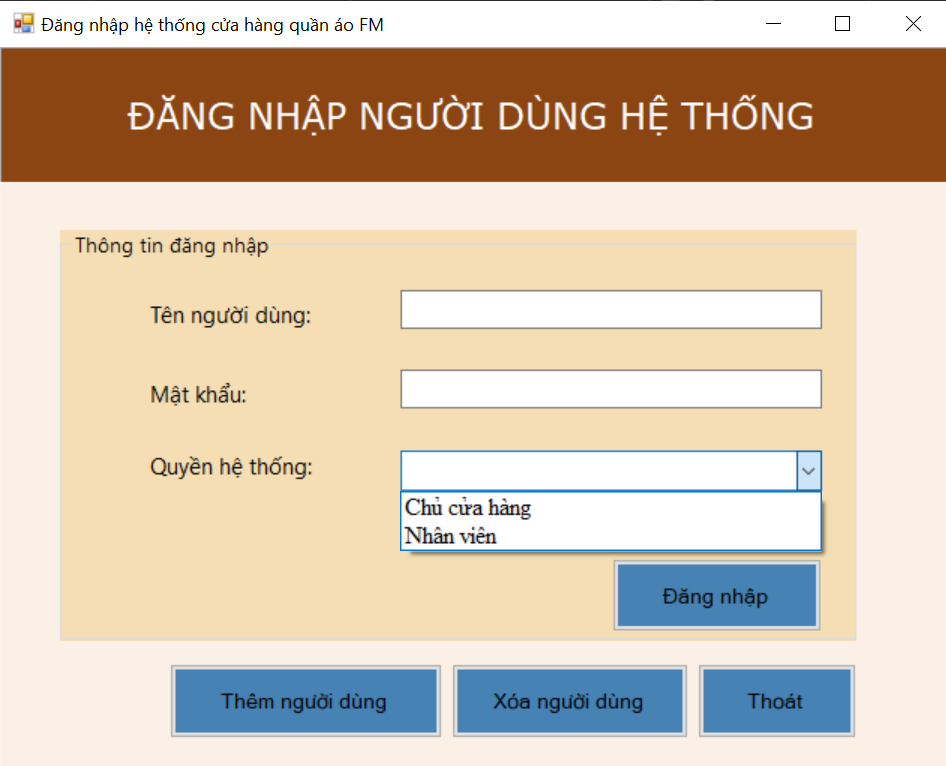 Đăng nhập hệ thống cửa hàng quần áo FM
ĐĂNG NHẬP NGƯỜI DÙNG HỆ THỐNG
Thông tin đăng nhập
Tên người dùng:
Mật khẩu:
Quyền hệ thống:
Chủ cửa hàng
Nhân viên
Đăng nhập
Thêm người dùng
Xóa người dùng
Thoát